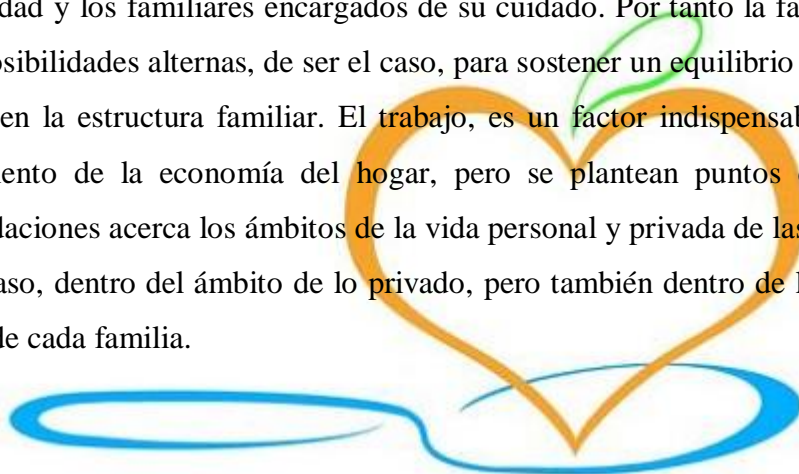 dad y los familiares encargados de su cuidado. Por tanto la fa
osibilidades alternas, de ser el caso, para sostener un equilibrio
en la estructura familiar. El trabajo, es un factor indispensab
iento de la economía del hogar, pero se plantean puntos
daciones acerca los ámbitos de la vida personal y privada de las
aso, dentro del ámbito de lo privado, pero también dentro de l
de cada familia.